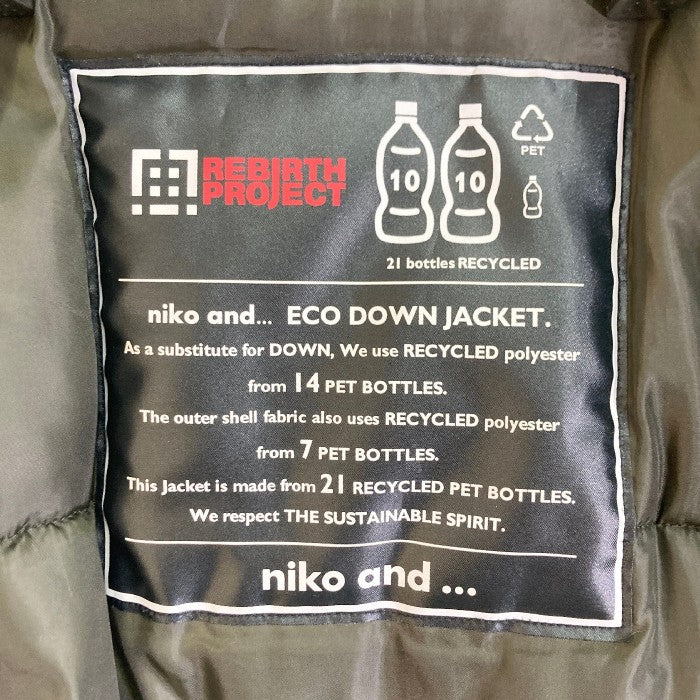 REBIRTH
PROJECT
10
10
PET
21 bottles RECYCLED
niko and... ECO DOWN JACKET.
As a substitute for DOWN, We use RECYCLED polyester
from 14 PET BOTTLES.
The outer shell fabric also uses RECYCLED polyester
from 7 PET BOTTLES.
This Jacket is made from 21 RECYCLED PET BOTTLES.
We respect THE SUSTAINABLE SPIRIT.
niko and ...